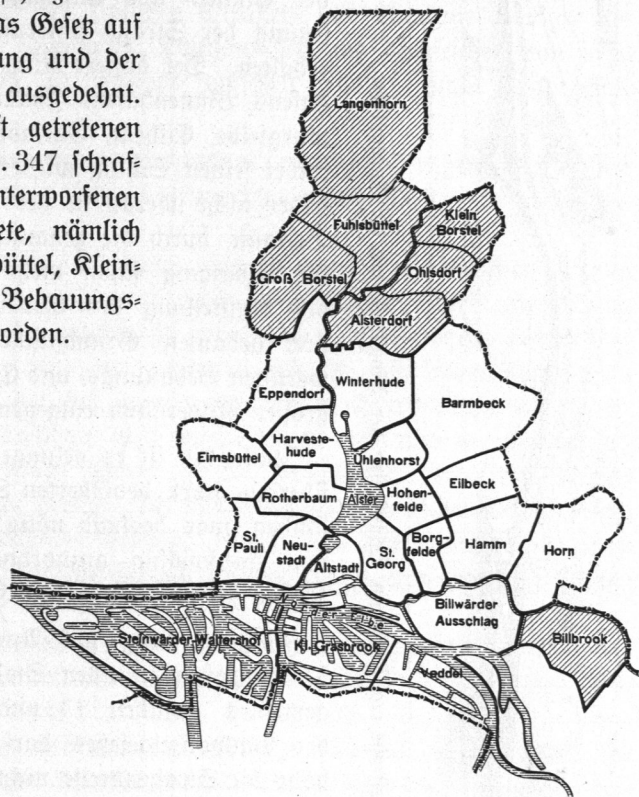 as Geſetz auf
ung und der
ausgedehnt.
t getretenen
347 ſchraf-
nterworfenen
ete, nämlich
büttel, Klein-
Bebauungs-
orden.
Langenhorn
Fuhlsbüttel
Klein
Borstel
Groß Borstel
Ohlsdorf
Alsterdorf
Winterhude
Eppendorf
Barmbeck
Harveste-
hude
Eimsbüttel
Uhlenhorst
Eilbeck
Rotherbaum
Alster
Hohen-
felde
St.
Pauli
Neu-
stadt
Altstadt
St.
Georg
Borg-
felde
Hamm
Horn
Billwärder
Ausschlag
Billbrook
Norderelbe
Steinwärder-Waltershof
Kl. Grasbrook
Veddel